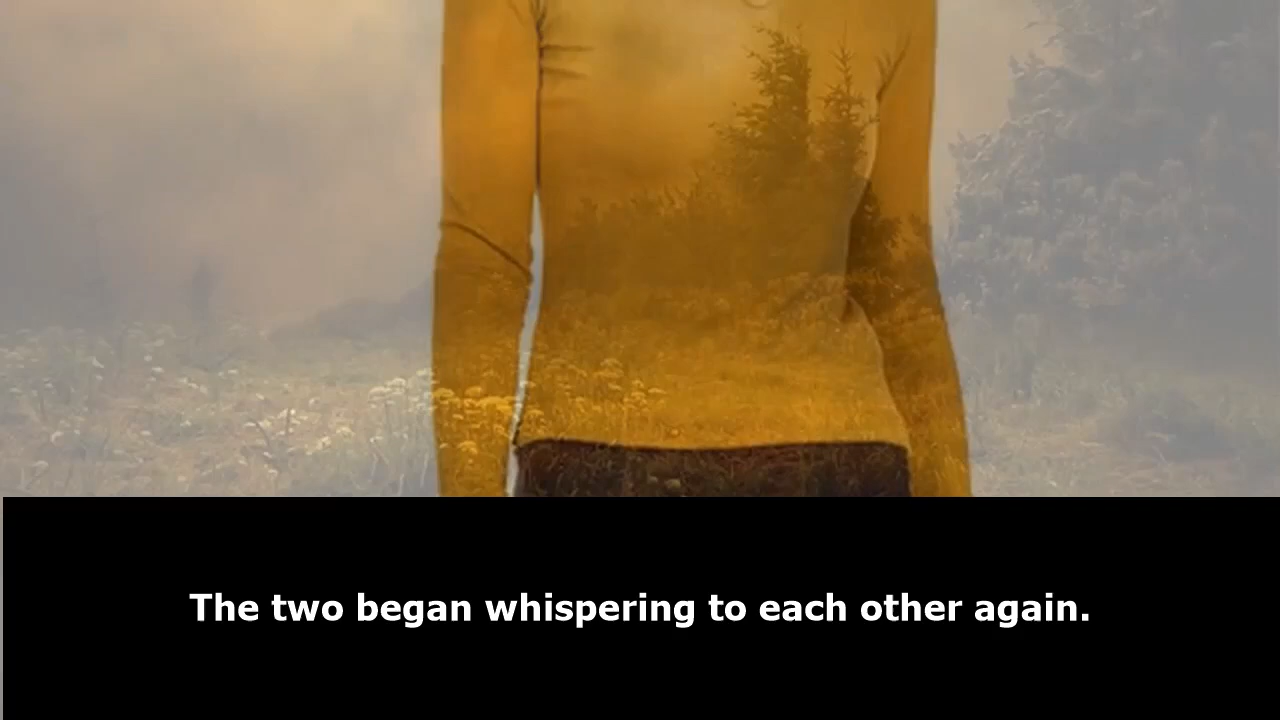 The two began whispering to each other again.